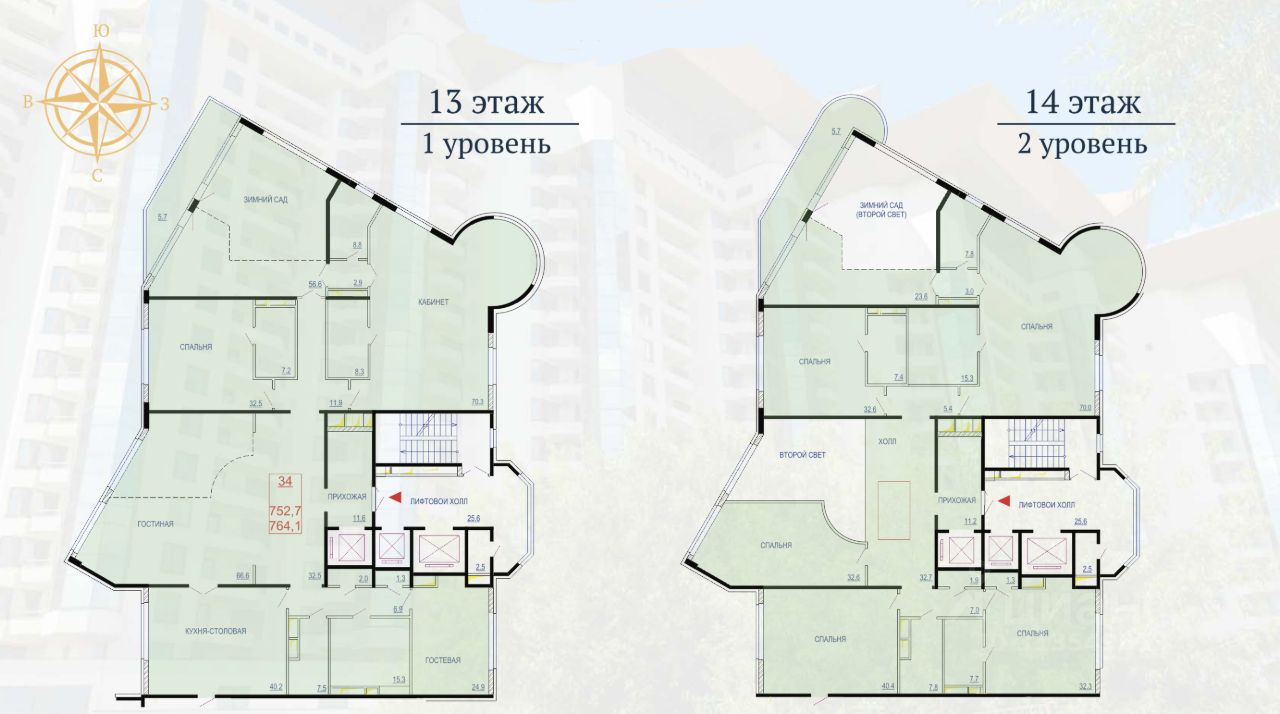 Ю
В
З
С
13 этаж
1 уровень
5.7
ЗИМНИЙ САД
8.8
2.9
56.6
КАБИНЕТ
СПАЛЬНЯ
7.2
8.3
32.5
11.9
70.3
34
752,7
764,1
ПРИХОЖАЯ
11.6
ЛИФТОВОЙ ХОЛЛ
25.6
ГОСТИНАЯ
66.6
32.5
2.0
1.3
2.5
6.9
КУХНЯ-СТОЛОВАЯ
ГОСТЕВАЯ
40.2
7.5
15.3
24.9
14 этаж
2 уровень
5.7
ЗИМНИЙ САД
(ВТОРОЙ СВЕТ)
7.8
3.0
23.6
СПАЛЬНЯ
СПАЛЬНЯ
7.4
15.3
32.6
5.4
70.0
ВТОРОЙ СВЕТ
ХОЛЛ
ПРИХОЖАЯ
11.2
ЛИФТОВОЙ ХОЛЛ
25.6
СПАЛЬНЯ
32.6
32.7
1.9
1.3
2.5
7.0
СПАЛЬНЯ
СПАЛЬНЯ
40.4
7.8
7.7
32.3